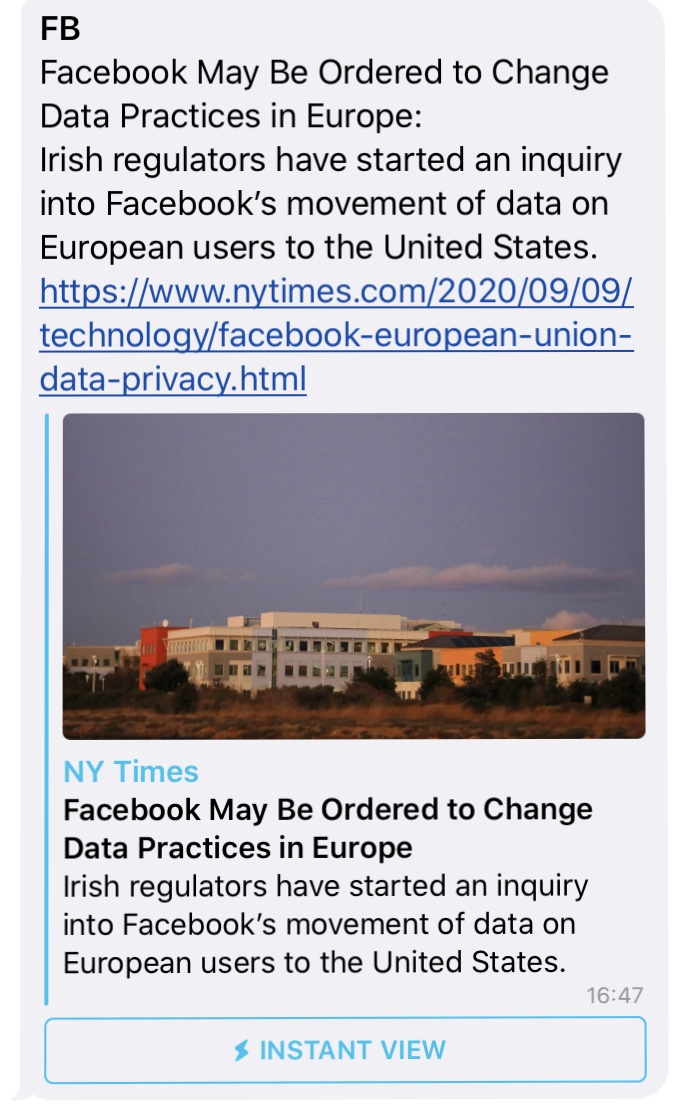 FB
Facebook May Be Ordered to Change
Data Practices in Europe:
Irish regulators have started an inquiry
into Facebook’s movement of data on
European users to the United States.
https://www.nytimes.com/2020/09/09/
technology/facebook-european-union-
data-privacy.html
NY Times
Facebook May Be Ordered to Change
Data Practices in Europe
Irish regulators have started an inquiry
into Facebook’s movement of data on
European users to the United States.
16:47
INSTANT VIEW